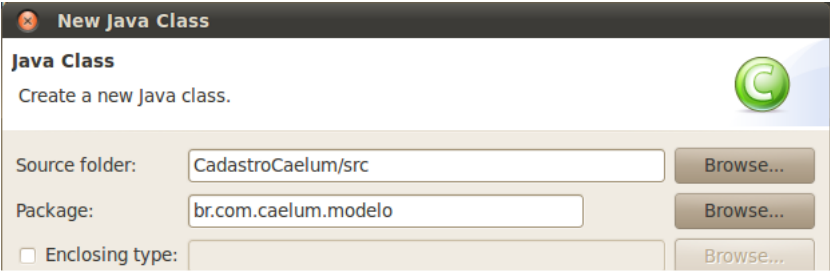 New Java Class
Java Class
Create a new Java class.
Source folder: CadastroCaelum/src Browse...
Package: br.com.caelum.modelo Browse...
Enclosing type: Browse...